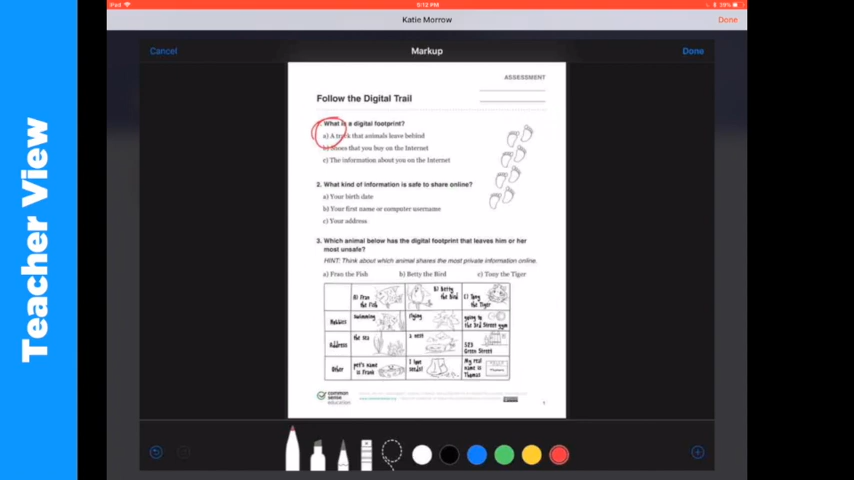 Teacher View
iPad
5:12 PM
39%
Katie Morrow
Done
Cancel
Markup
Done
ASSESSMENT
Follow the Digital Trail
1. What is a digital footprint?
a) A track that animals leave behind
b) Shoes that you buy on the Internet
c) The information about you on the Internet
2. What kind of information is safe to share online?
a) Your birth date
b) Your first name or computer username
c) Your address
3. Which animal below has the digital footprint that leaves him or her
most unsafe?
HINT: Think about which animal shares the most private information online.
a) Fran the Fish b) Betty the Bird c) Tony the Tiger
A) Fran the Fish B) Betty the Bird C) Tony the Tiger
Hobbies swimming flying going to the 3rd Street gym
Address the sea a nest 523 Green Street
Other pet's name is Frank I love seeds! My real name is Thomas
common sense education
1